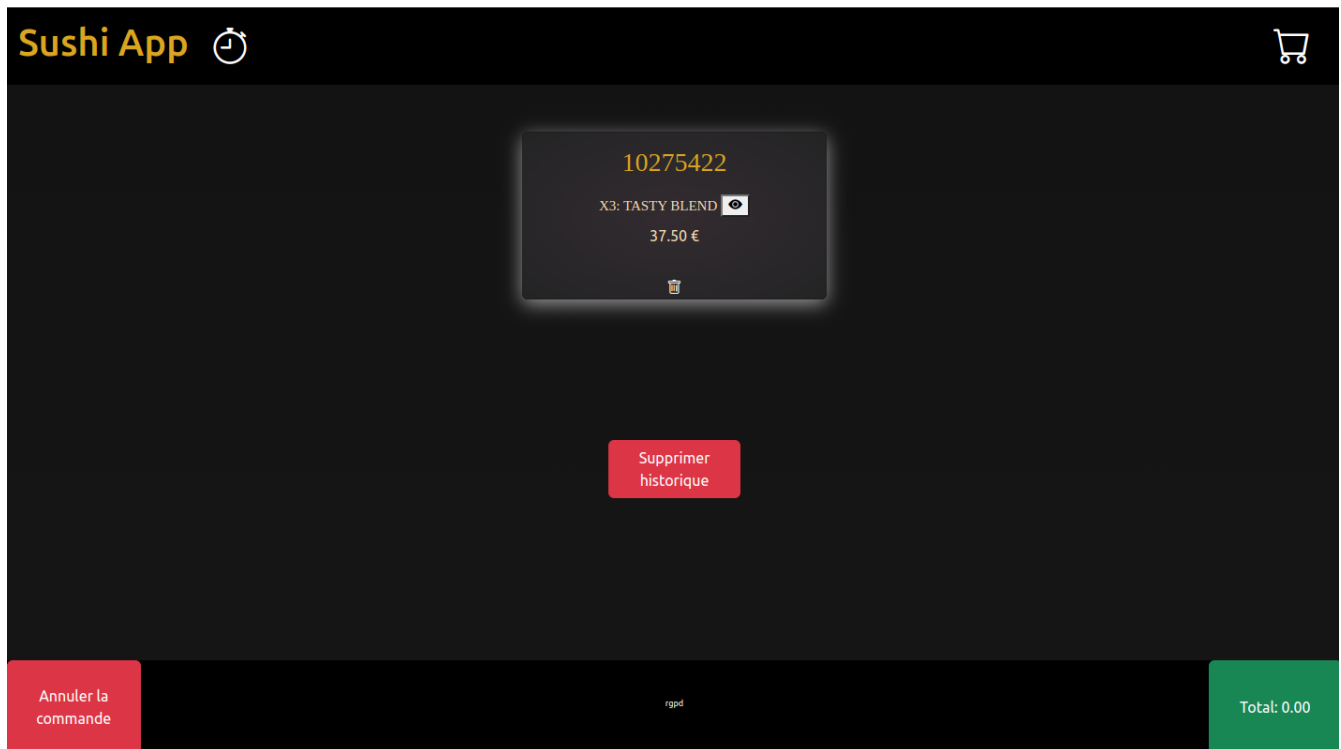 Sushi App
10275422
X3: TASTY BLEND
37.50 €
Supprimer
historique
Annuler la
commande
rgpd
Total: 0.00